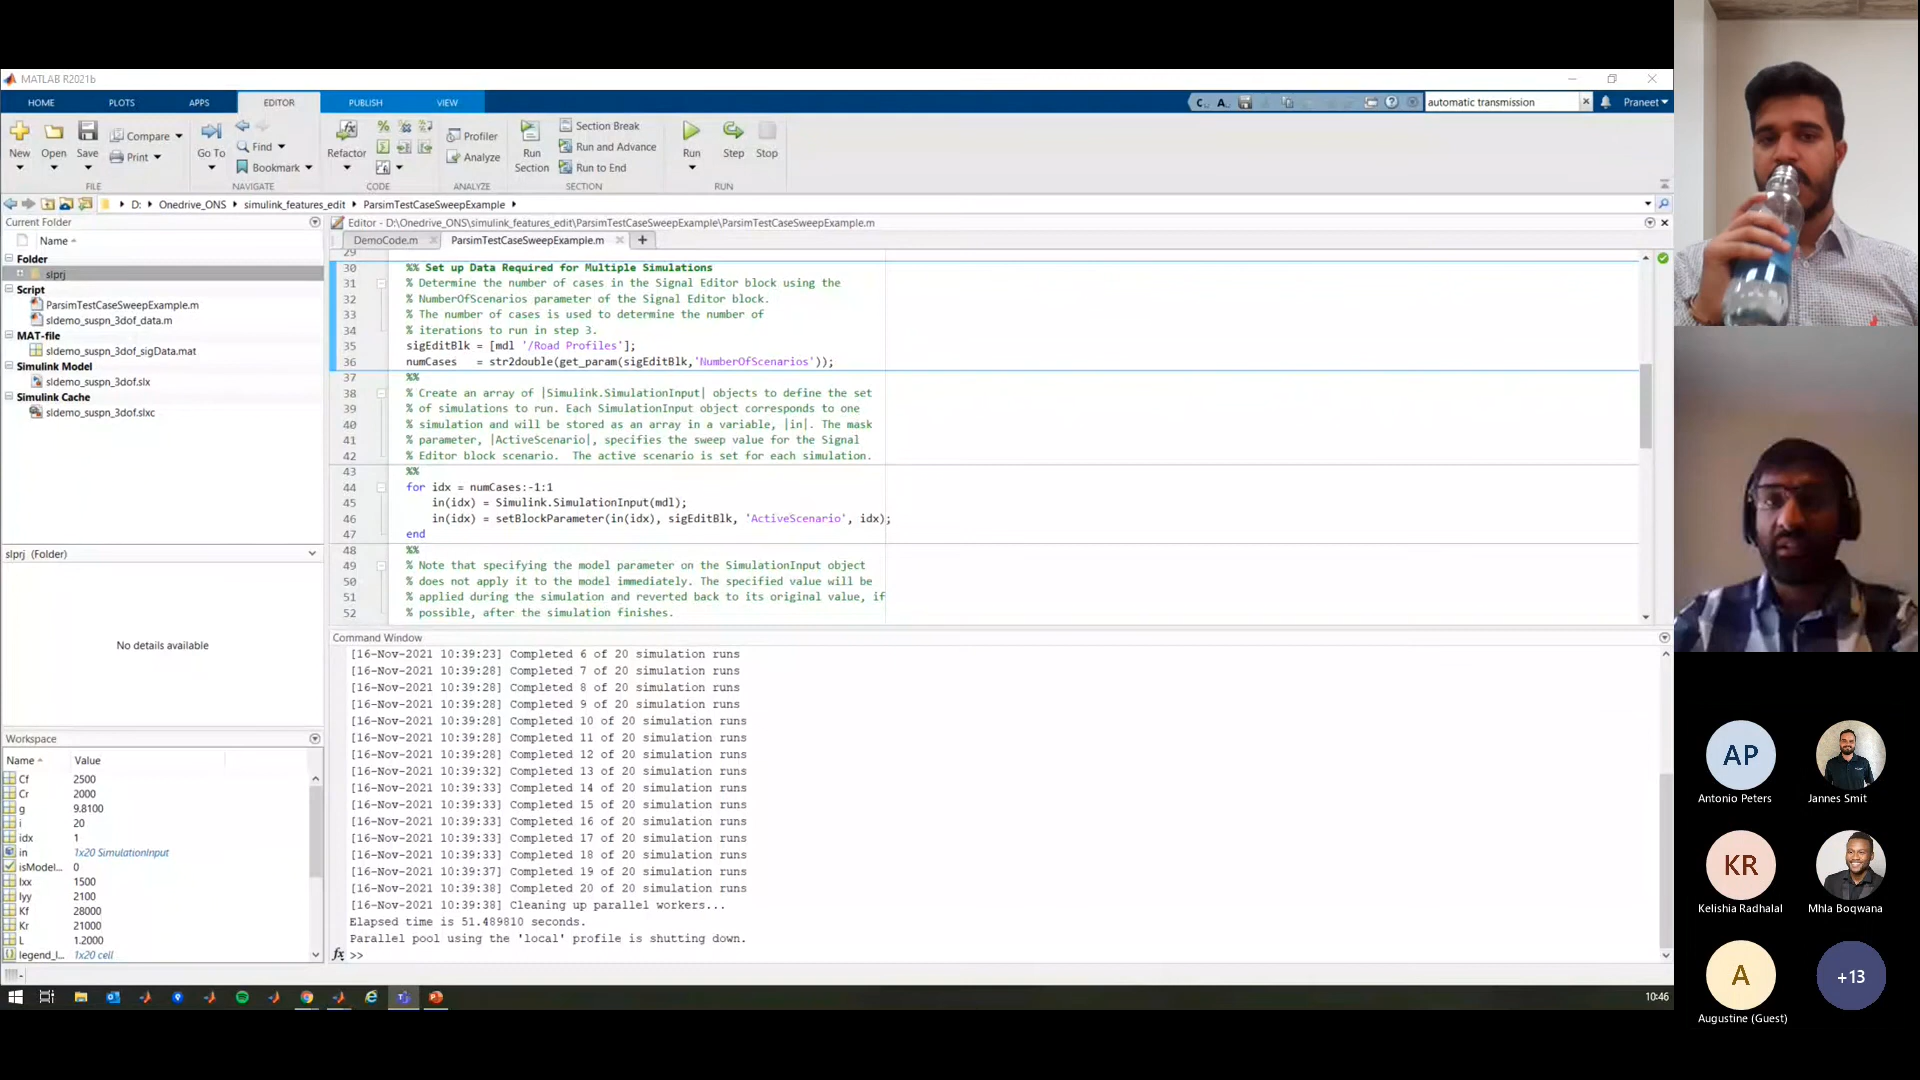 MATLAB R2021b
HOME PLOTS APPS EDITOR PUBLISH VIEW
automatic transmission
Praneet
New Open Save Compare Print
Go To Find Bookmark
Refactor
Profiler Analyze
Run Section
Section Break
Run and Advance
Run to End
Run Step Stop
FILE NAVIGATE CODE ANALYZE SECTION RUN
D: Onedrive_ONS simulink_features_edit ParsimTestCaseSweepExample
Current Folder
Name
Folder
slprj
Script
ParsimTestCaseSweepExample.m
sldemo_suspn_3dof_data.m
MAT-file
sldemo_suspn_3dof_sigData.mat
Simulink Model
sldemo_suspn_3dof.slx
Simulink Cache
sldemo_suspn_3dof.slxc
slprj (Folder)
No details available
Workspace
Name Value
Cf 2500
Cr 2000
g 9.8100
i 20
idx 1
in 1x20 SimulationInput
isModel... 0
Ixx 1500
Iyy 2100
Kf 28000
Kr 21000
L 1.2000
legend_l... 1x20 cell
Editor - D:\Onedrive_ONS\simulink_features_edit\ParsimTestCaseSweepExample\ParsimTestCaseSweepExample.m
DemoCode.m ParsimTestCaseSweepExample.m
29
30 %% Set up Data Required for Multiple Simulations
31 % Determine the number of cases in the Signal Editor block using the
32 % NumberOfScenarios parameter of the Signal Editor block.
33 % The number of cases is used to determine the number of
34 % iterations to run in step 3.
35 sigEditBlk = [mdl '/Road Profiles'];
36 numCases = str2double(get_param(sigEditBlk,'NumberOfScenarios'));
37 %%
38 % Create an array of |Simulink.SimulationInput| objects to define the set
39 % of simulations to run. Each SimulationInput object corresponds to one
40 % simulation and will be stored as an array in a variable, |in|. The mask
41 % parameter, |ActiveScenario|, specifies the sweep value for the Signal
42 % Editor block scenario. The active scenario is set for each simulation.
43 %%
44 for idx = numCases:-1:1
45 in(idx) = Simulink.SimulationInput(mdl);
46 in(idx) = setBlockParameter(in(idx), sigEditBlk, 'ActiveScenario', idx);
47 end
48 %%
49 % Note that specifying the model parameter on the SimulationInput object
50 % does not apply it to the model immediately. The specified value will be
51 % applied during the simulation and reverted back to its original value, if
52 % possible, after the simulation finishes.
Command Window
[16-Nov-2021 10:39:23] Completed 6 of 20 simulation runs
[16-Nov-2021 10:39:28] Completed 7 of 20 simulation runs
[16-Nov-2021 10:39:28] Completed 8 of 20 simulation runs
[16-Nov-2021 10:39:28] Completed 9 of 20 simulation runs
[16-Nov-2021 10:39:28] Completed 10 of 20 simulation runs
[16-Nov-2021 10:39:28] Completed 11 of 20 simulation runs
[16-Nov-2021 10:39:28] Completed 12 of 20 simulation runs
[16-Nov-2021 10:39:32] Completed 13 of 20 simulation runs
[16-Nov-2021 10:39:33] Completed 14 of 20 simulation runs
[16-Nov-2021 10:39:33] Completed 15 of 20 simulation runs
[16-Nov-2021 10:39:33] Completed 16 of 20 simulation runs
[16-Nov-2021 10:39:33] Completed 17 of 20 simulation runs
[16-Nov-2021 10:39:33] Completed 18 of 20 simulation runs
[16-Nov-2021 10:39:37] Completed 19 of 20 simulation runs
[16-Nov-2021 10:39:38] Completed 20 of 20 simulation runs
[16-Nov-2021 10:39:38] Cleaning up parallel workers...
Elapsed time is 51.489810 seconds.
Parallel pool using the 'local' profile is shutting down.
fx >>
10:46
AP
Antonio Peters
Jannes Smit
KR
Kelishia Radhalal
Mhla Boqwana
A
Augustine (Guest)
+13